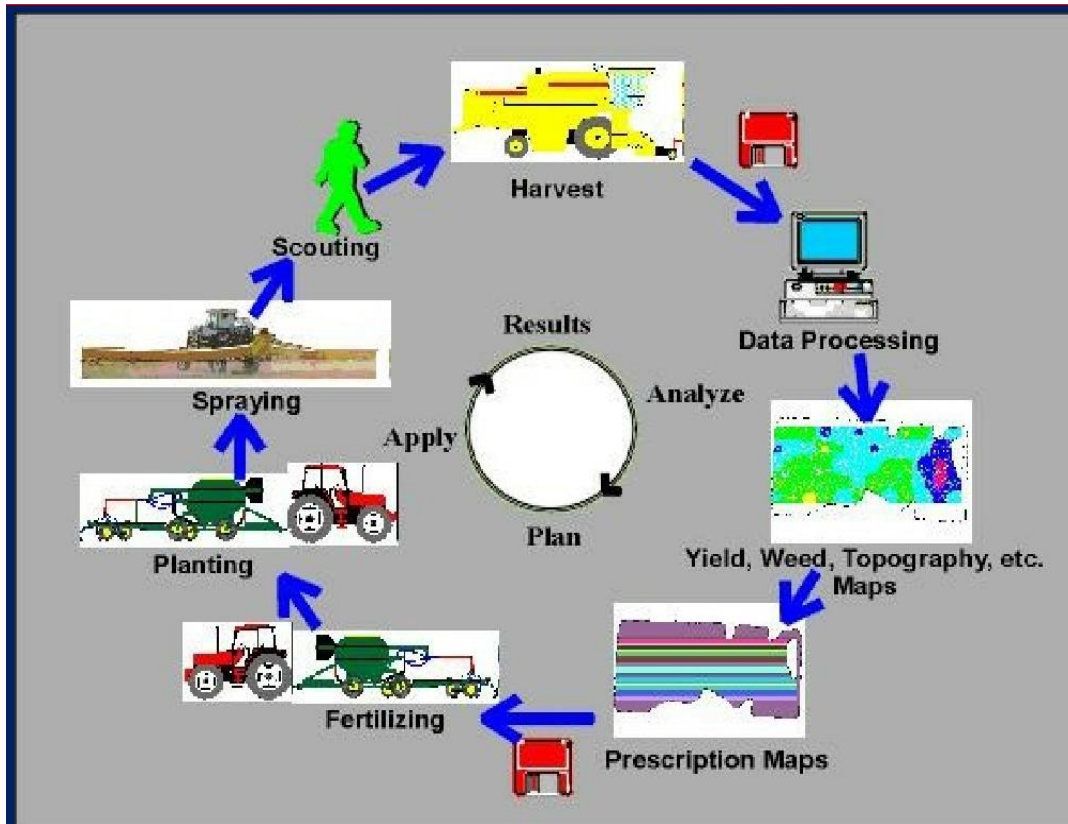 Harvest
Scouting
Data Processing
Results
Spraying
Analyze
Apply
Plan
Planting
Yield, Weed, Topography, etc.
Maps
Fertilizing
Prescription Maps